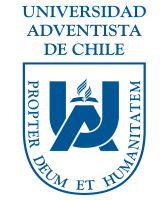 UNIVERSIDAD
ADVENTISTA
DE CHILE
PROPTER DEUM ET HUMANITATEM